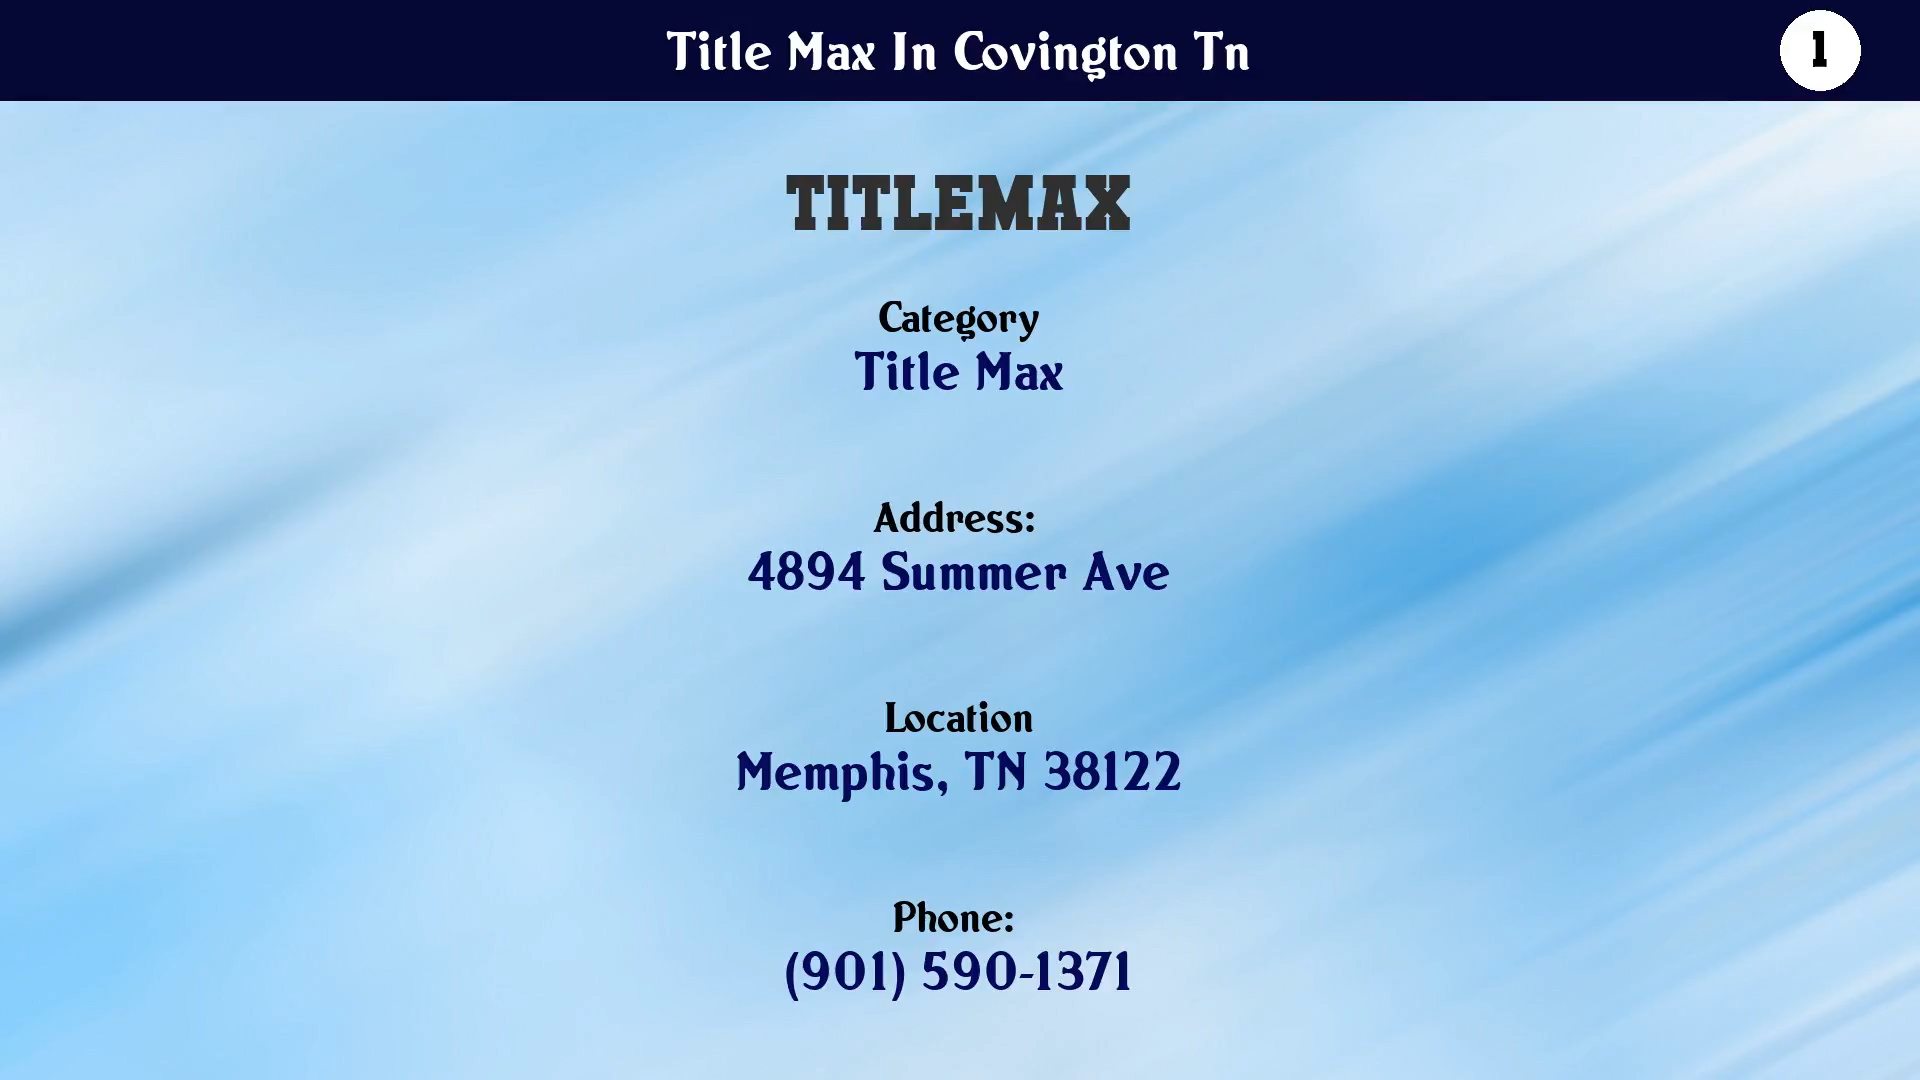 Title Max In Covington Tn
1
TITLEMAX
Category
Title Max
Address:
4894 Summer Ave
Location
Memphis, TN 38122
Phone:
(901) 590-1371